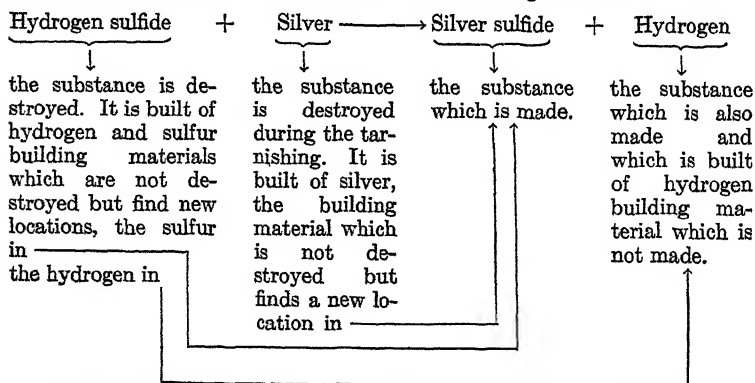 Hydrogen sulfide + Silver → Silver sulfide + Hydrogen
the substance is de-
stroyed. It is built of
hydrogen and sulfur
building materials
which are not de-
stroyed but find new
locations, the sulfur
in
the hydrogen in
the substance
is destroyed
during the tar-
nishing. It is
built of silver,
the building
material which
is not de-
stroyed but
finds a new lo-
cation in
the substance
which is made.
the substance
which is also
made and
which is built
of hydrogen
building ma-
terial which is
not made.